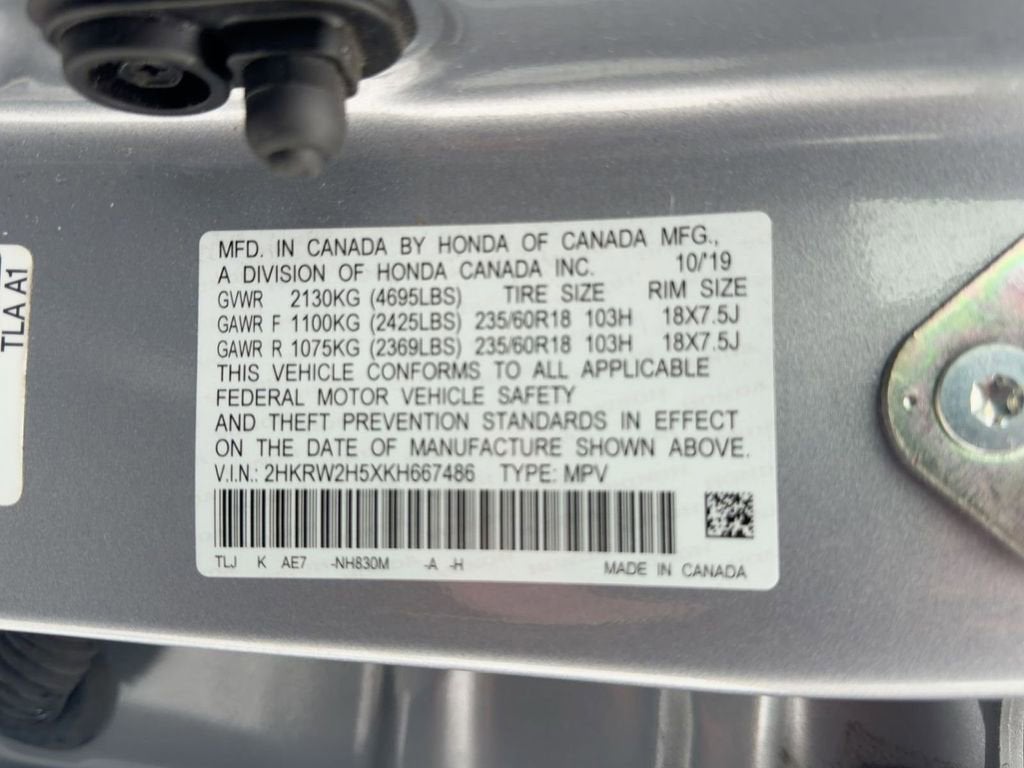 TLA A1
MFD. IN CANADA BY HONDA OF CANADA MFG.,
A DIVISION OF HONDA CANADA INC. 10/'19
GVWR 2130KG (4695LBS) TIRE SIZE RIM SIZE
GAWR F 1100KG (2425LBS) 235/60R18 103H 18X7.5J
GAWR R 1075KG (2369LBS) 235/60R18 103H 18X7.5J
THIS VEHICLE CONFORMS TO ALL APPLICABLE
FEDERAL MOTOR VEHICLE SAFETY
AND THEFT PREVENTION STANDARDS IN EFFECT
ON THE DATE OF MANUFACTURE SHOWN ABOVE.
V.I.N.: 2HKRW2H5XKH667486 TYPE: MPV
TLJ K AE7 -NH830M -A -H MADE IN CANADA